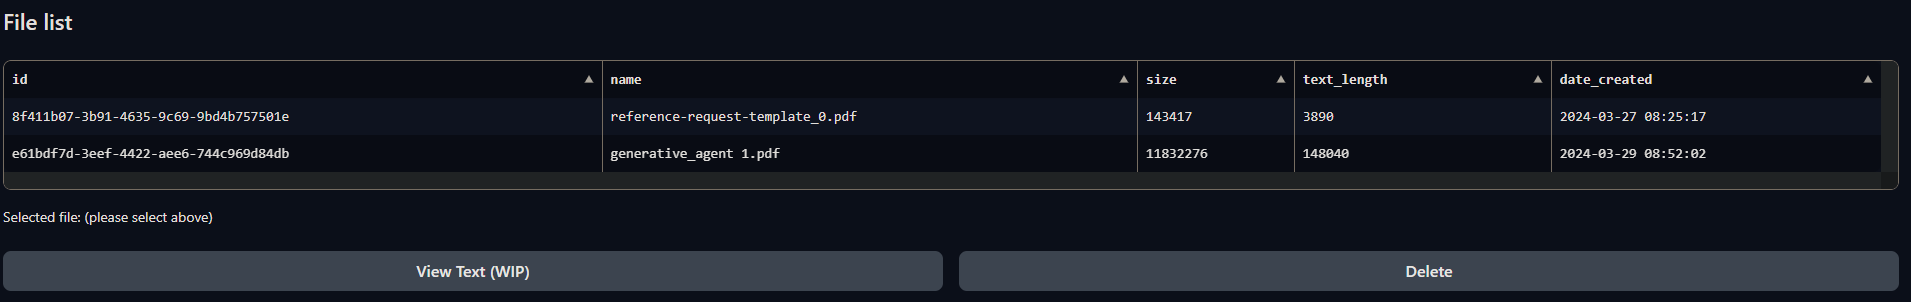 File list
id name size text_length date_created
8f411b07-3b91-4635-9c69-9bd4b757501e reference-request-template_0.pdf 143417 3890 2024-03-27 08:25:17
e61bdf7d-3eef-4422-aee6-744c969d84db generative_agent 1.pdf 11832276 148040 2024-03-29 08:52:02
Selected file: (please select above)
View Text (WIP) Delete